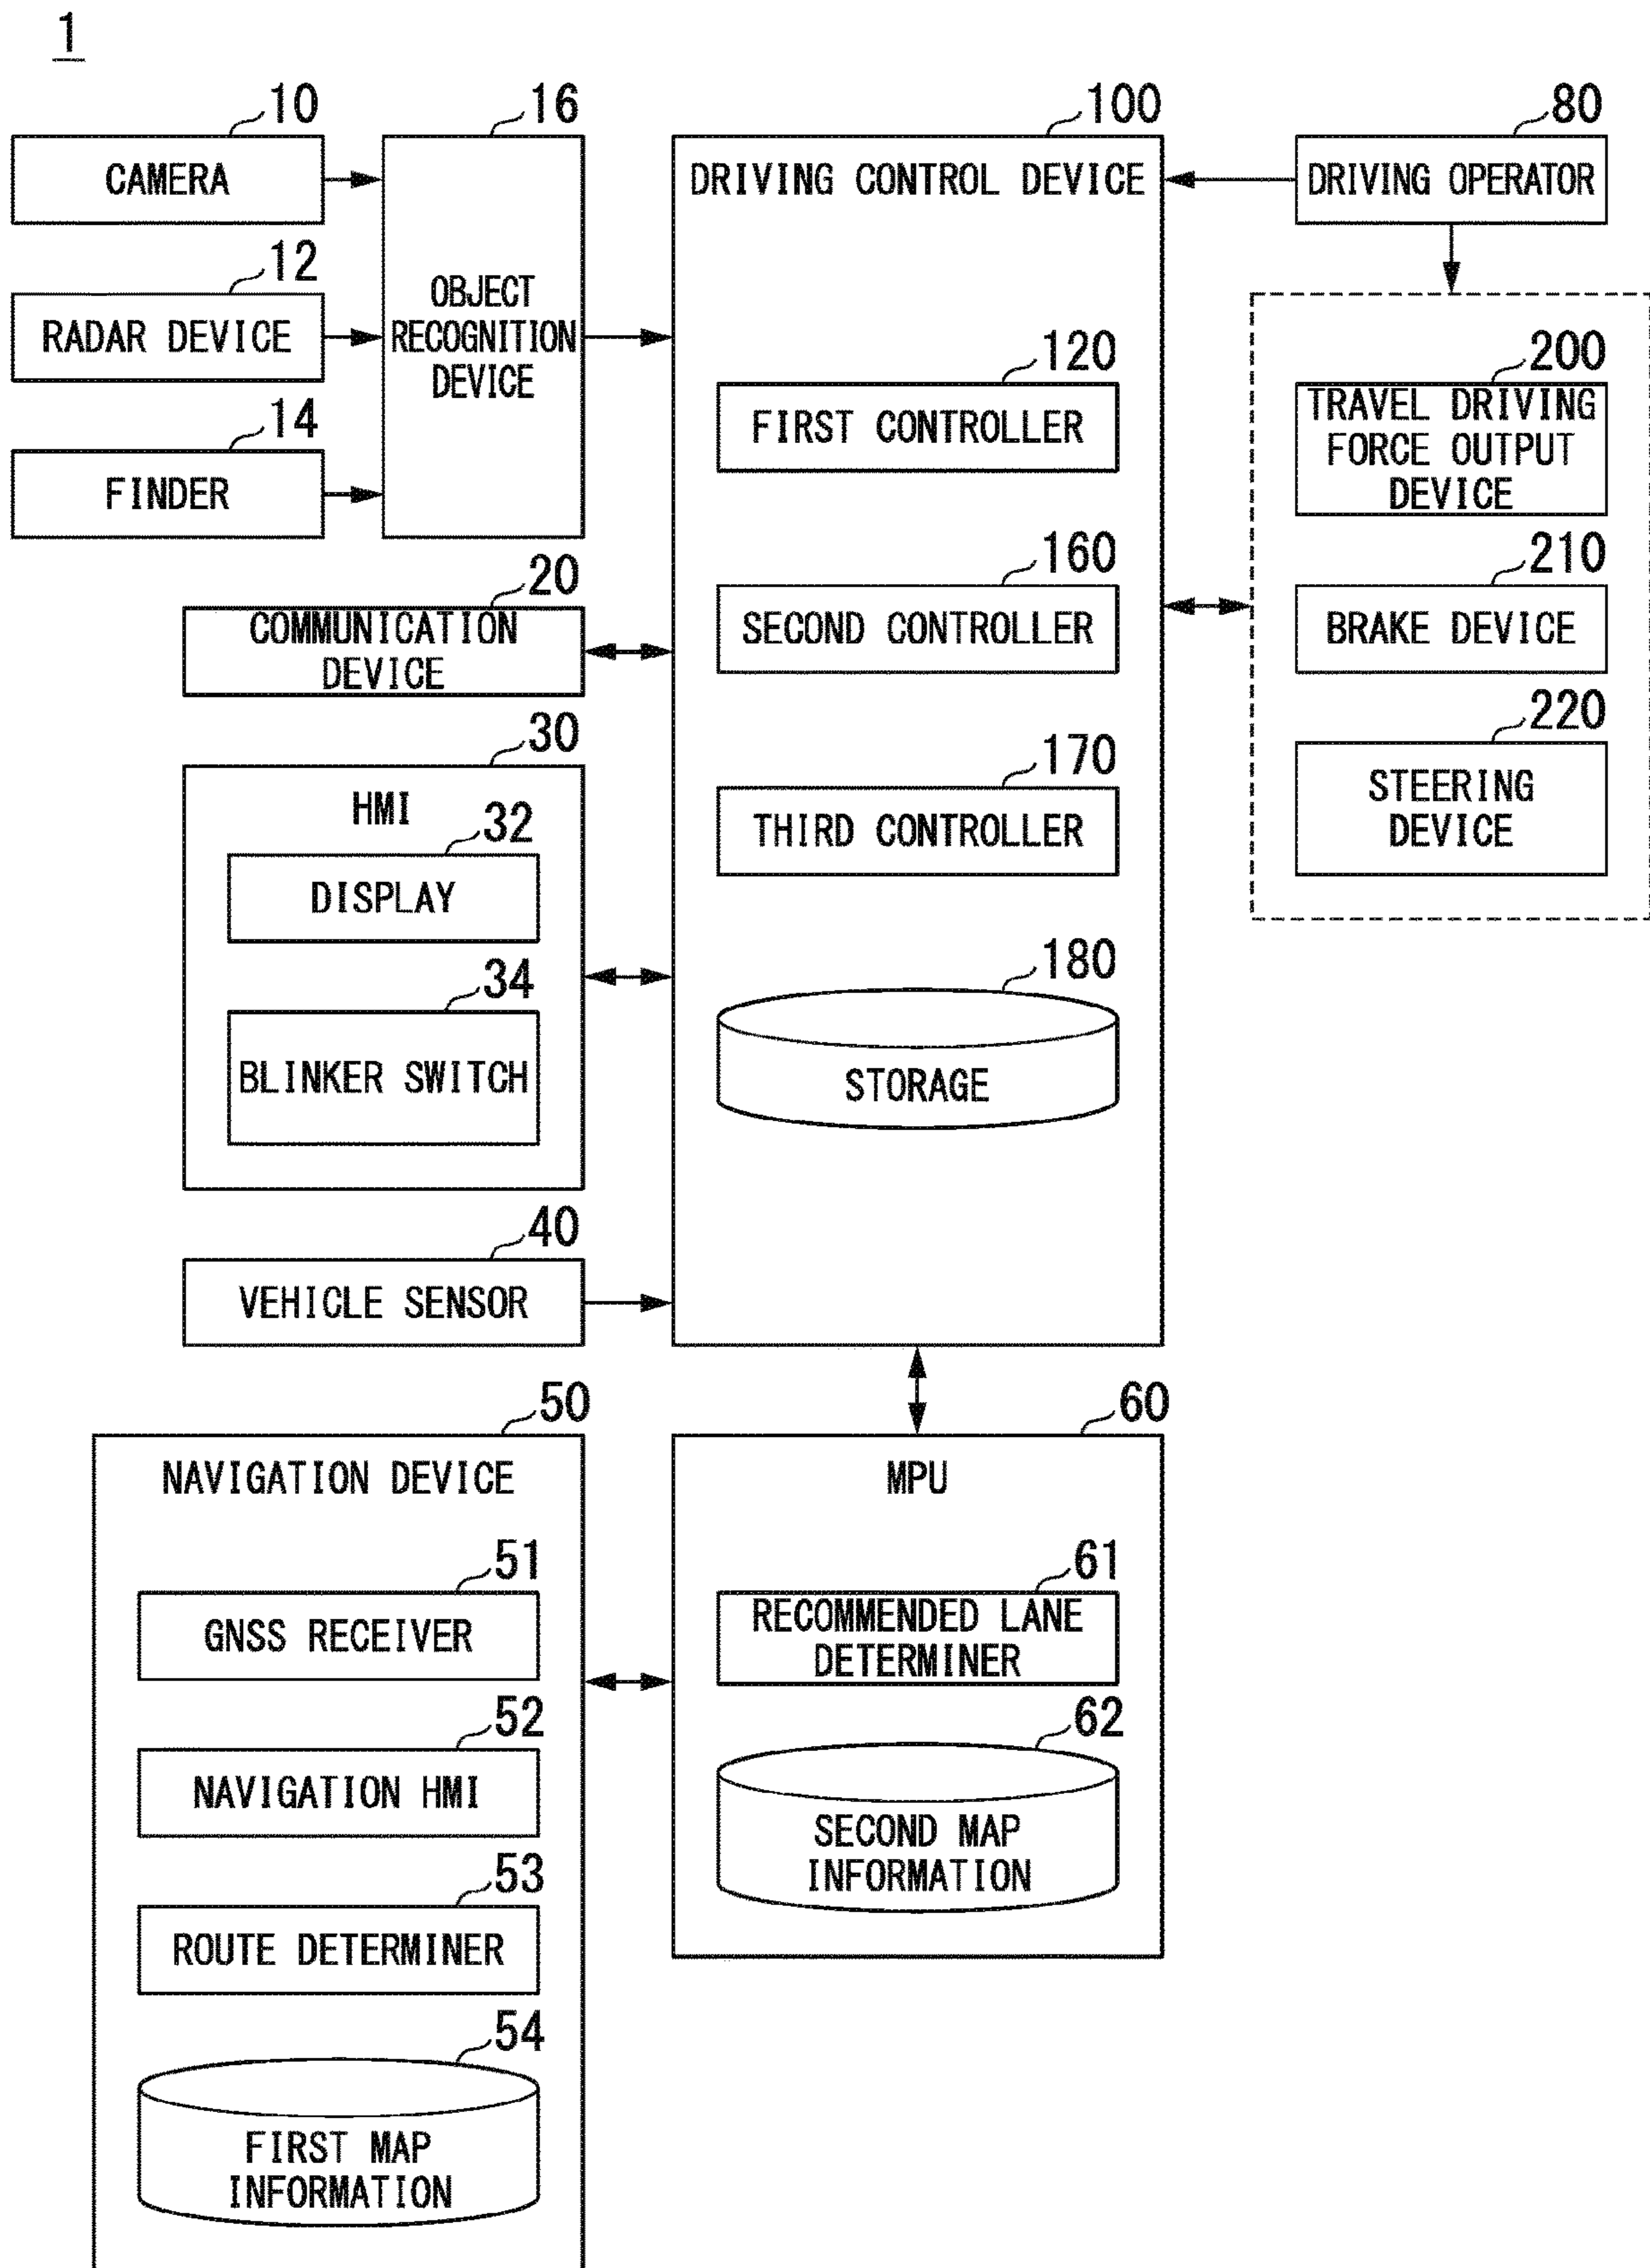 1
10
CAMERA
12
RADAR DEVICE
14
FINDER
16
OBJECT
RECOGNITION
DEVICE
20
COMMUNICATION
DEVICE
30
HMI
32
DISPLAY
34
BLINKER SWITCH
40
VEHICLE SENSOR
100
DRIVING CONTROL DEVICE
120
FIRST CONTROLLER
160
SECOND CONTROLLER
170
THIRD CONTROLLER
180
STORAGE
80
DRIVING OPERATOR
200
TRAVEL DRIVING
FORCE OUTPUT
DEVICE
210
BRAKE DEVICE
220
STEERING
DEVICE
50
NAVIGATION DEVICE
51
GNSS RECEIVER
52
NAVIGATION HMI
53
ROUTE DETERMINER
54
FIRST MAP
INFORMATION
60
MPU
61
RECOMMENDED LANE
DETERMINER
62
SECOND MAP
INFORMATION